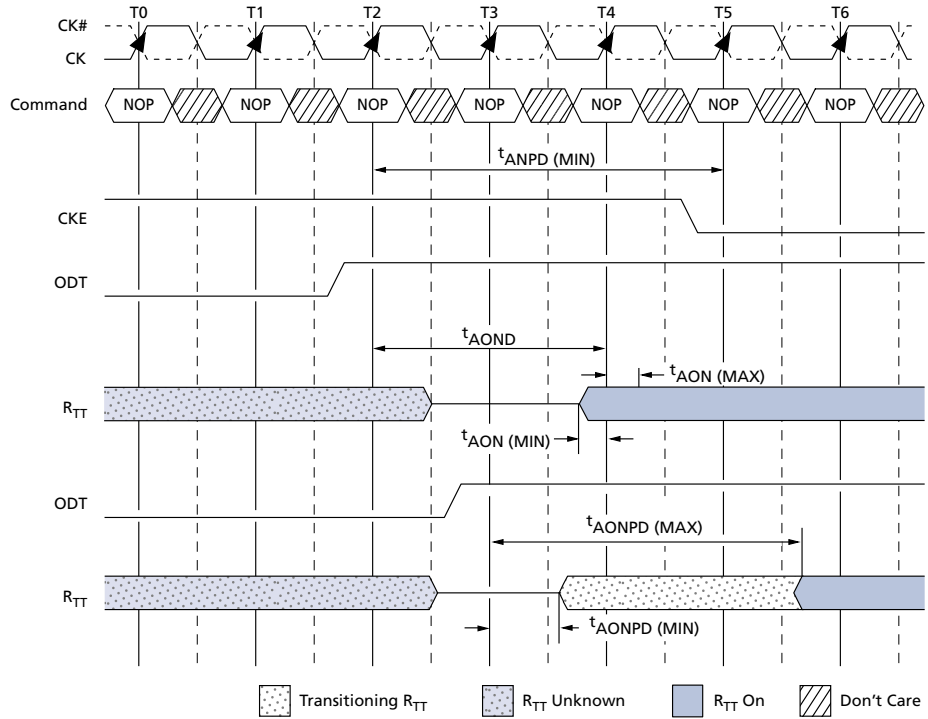 CK#
T0 T1 T2 T3 T4 T5 T6
CK
Command NOP NOP NOP NOP NOP NOP NOP
tANPD (MIN)
CKE
ODT
tAOND
tAON (MAX)
RTT
tAON (MIN)
ODT
tAONPD (MAX)
RTT
tAONPD (MIN)
Transitioning RTT RTT Unknown RTT On Don't Care